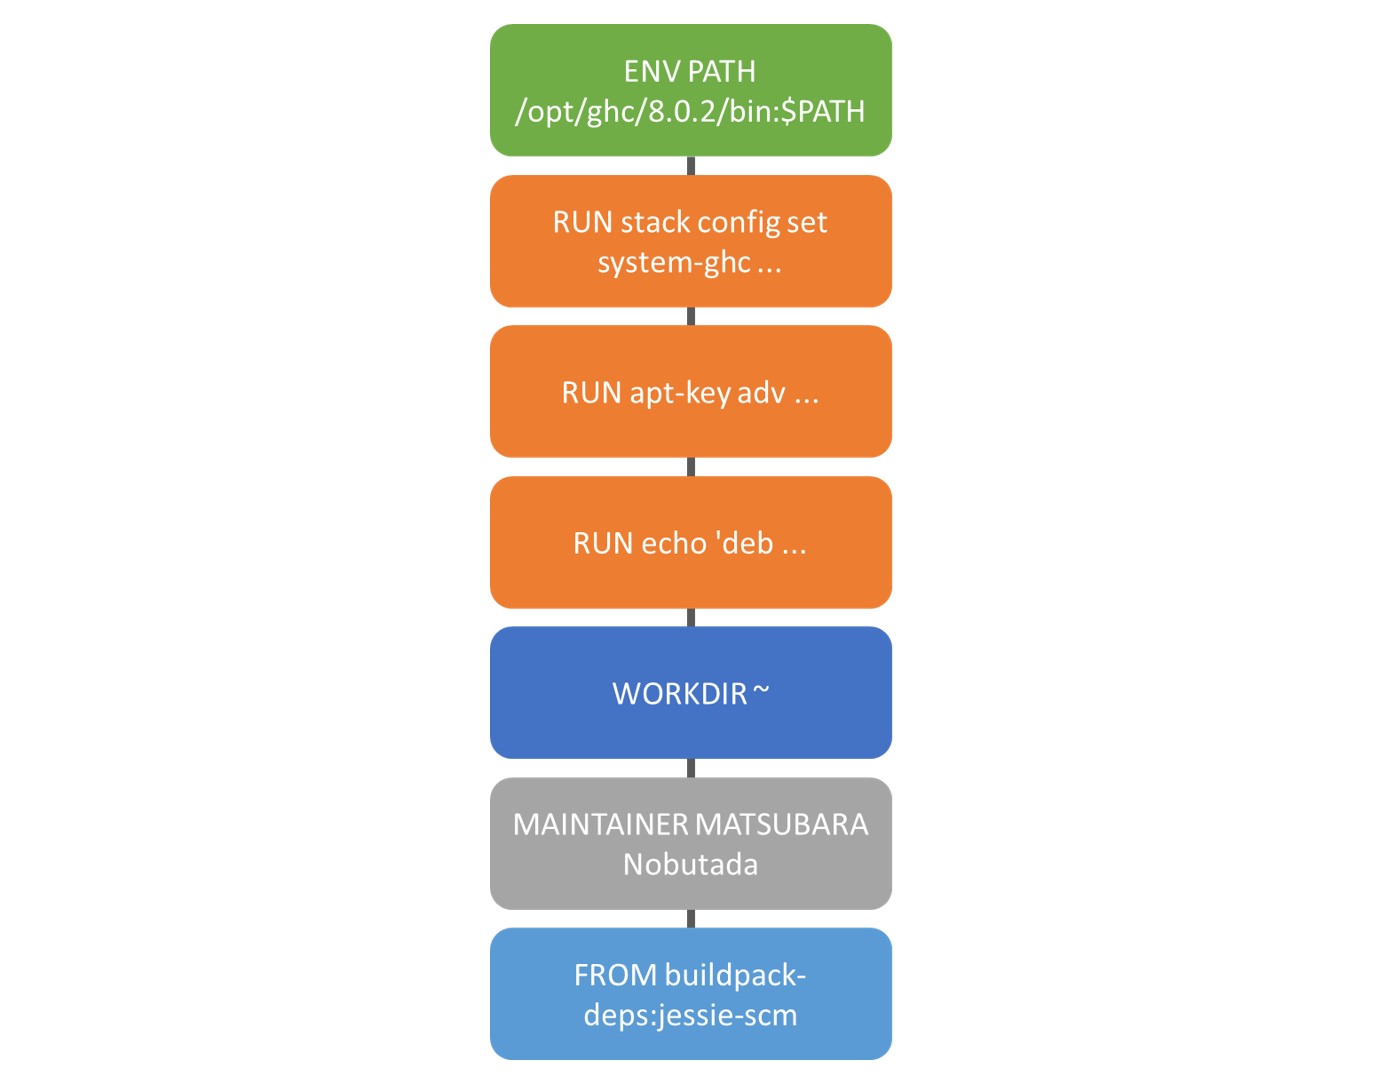 ENV PATH
/opt/ghc/8.0.2/bin:$PATH
RUN stack config set
system-ghc ...
RUN apt-key adv ...
RUN echo 'deb ...
WORKDIR ~
MAINTAINER MATSUBARA
Nobutada
FROM buildpack-
deps:jessie-scm